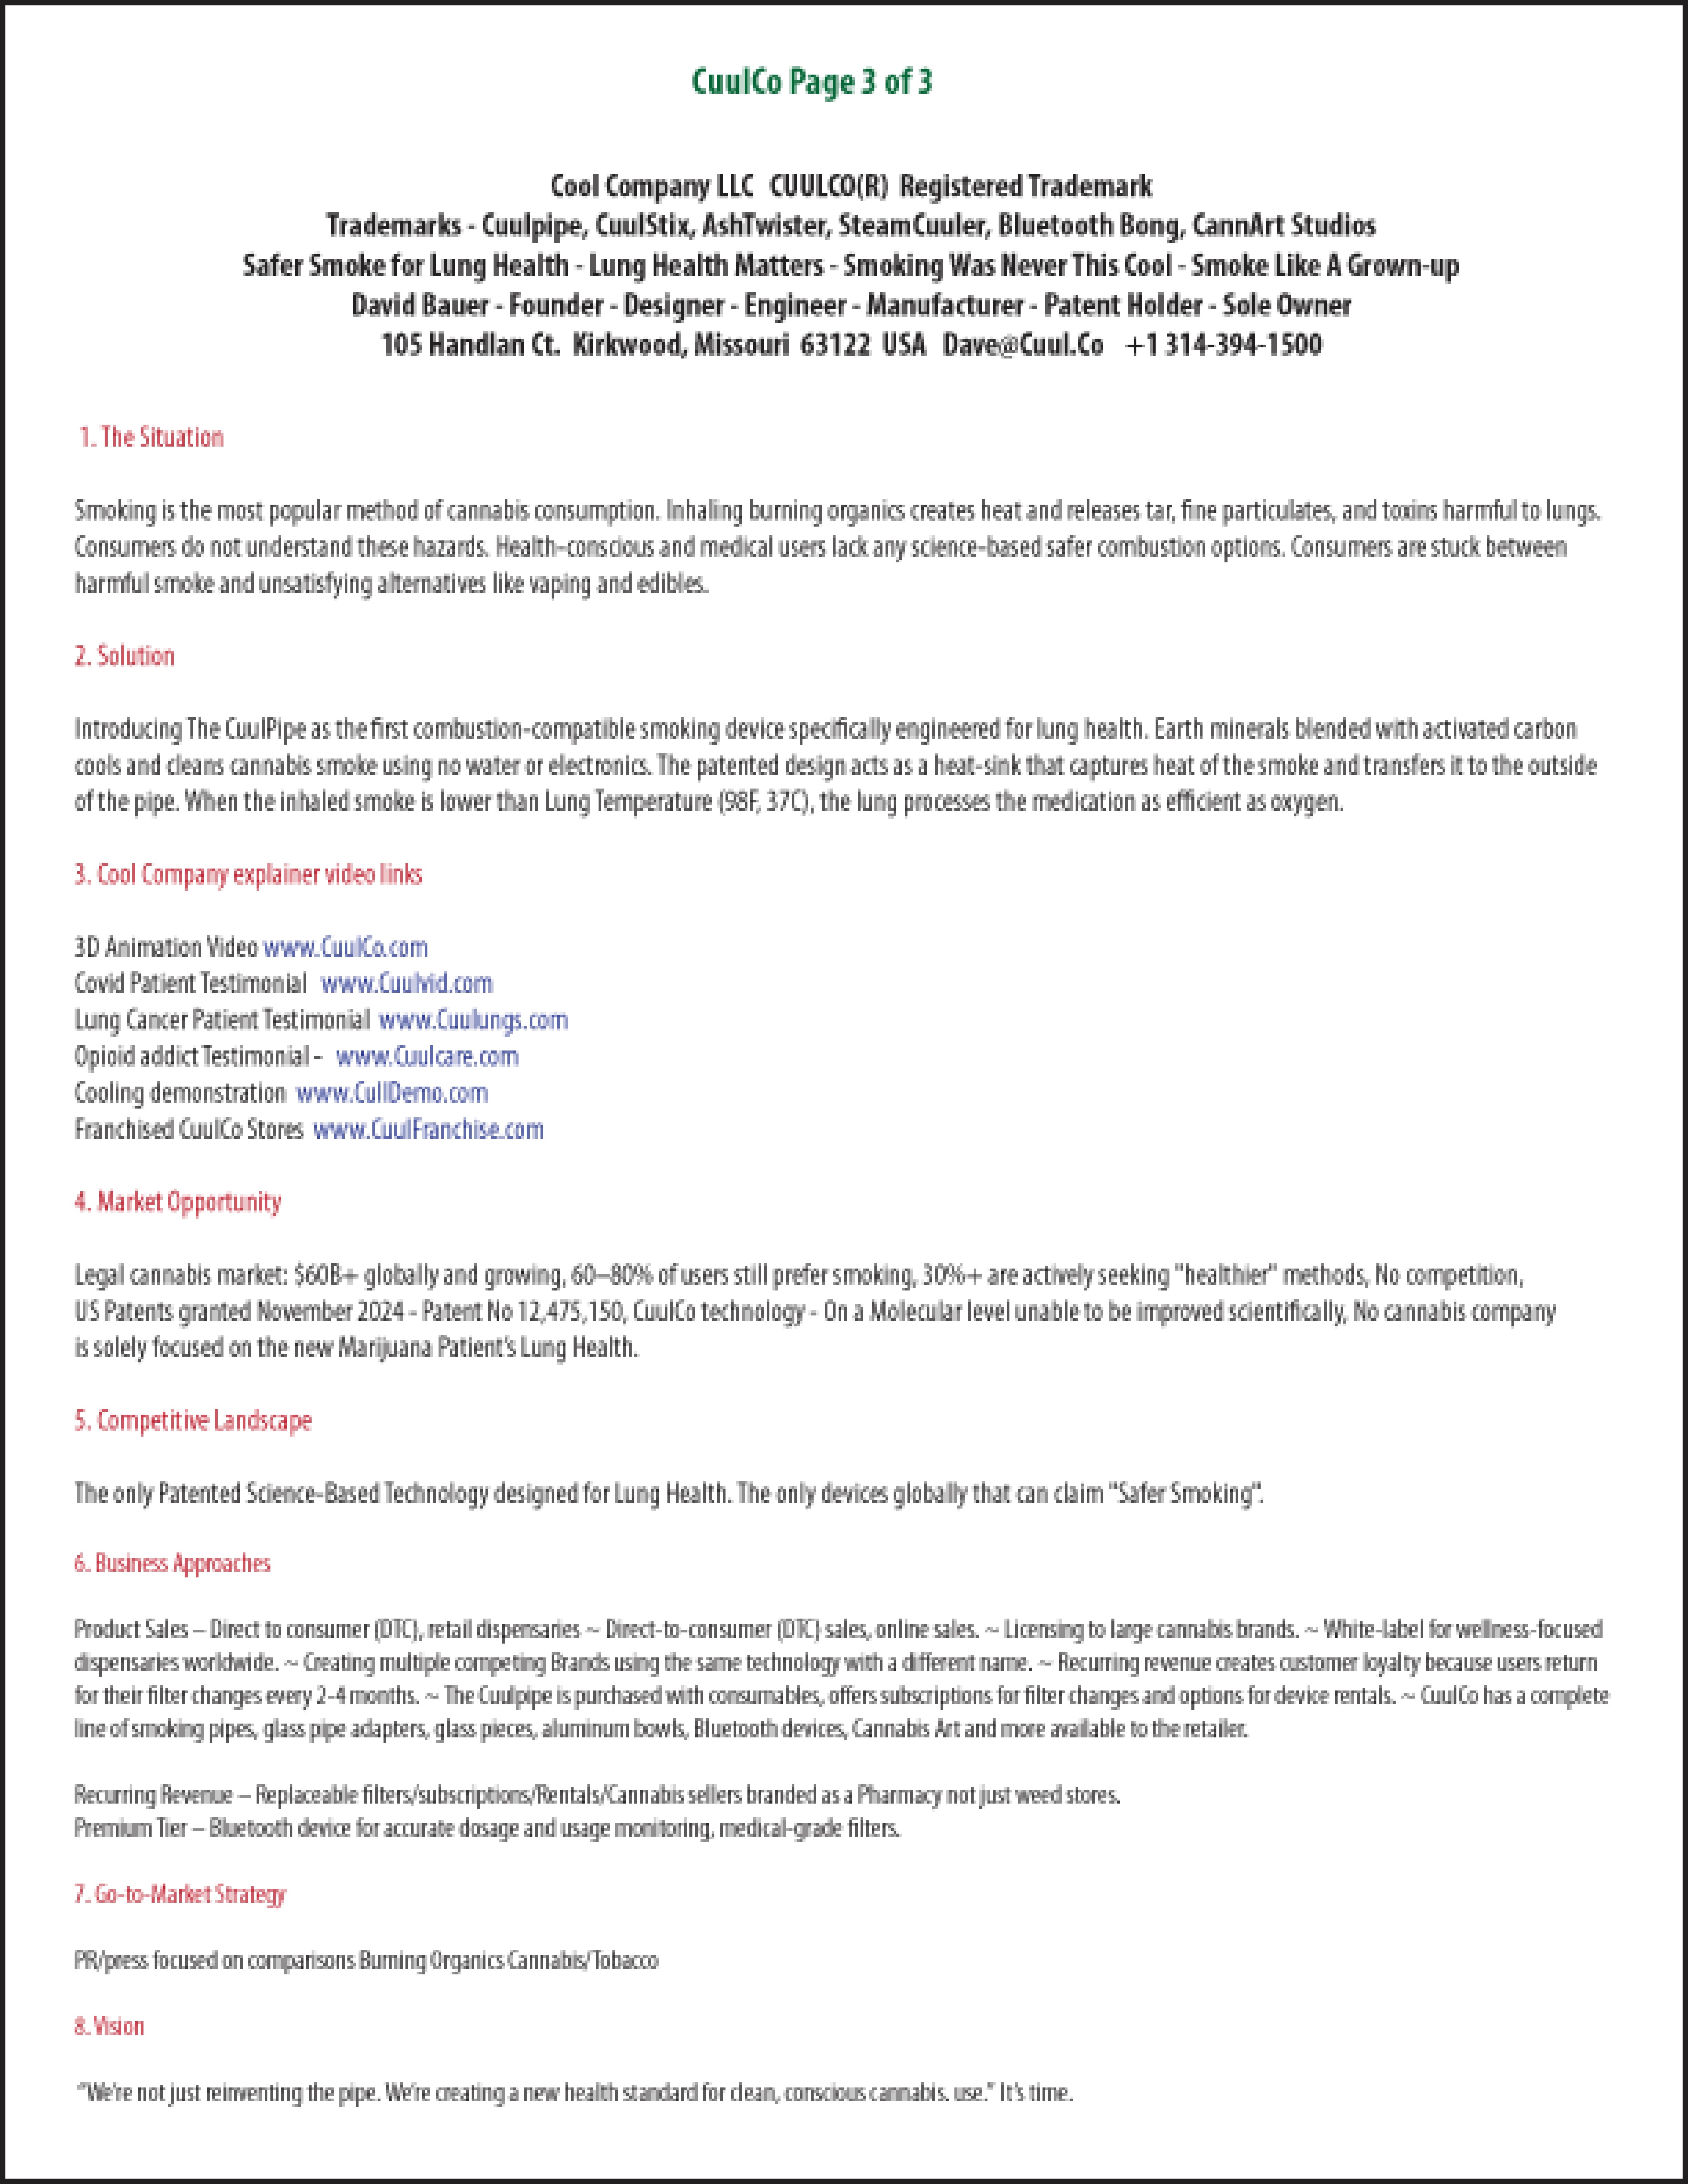 CuulCo Page 3 of 3
Cool Company LLC CUULCO(R) Registered Trademark
Trademarks - Cuulpipe, CuulStix, AshTwister, SteamCuuler, Bluetooth Bong, CannArt Studios
Safer Smoke for Lung Health - Lung Health Matters - Smoking Was Never This Cool - Smoke Like A Grown-up
David Bauer - Founder - Designer - Engineer - Manufacturer - Patent Holder - Sole Owner
105 Handlan Ct. Kirkwood, Missouri 63122 USA Dave@Cuul.Co +1 314-394-1500
1. The Situation
Smoking is the most popular method of cannabis consumption. Inhaling burning organics creates heat and releases tar, fine particulates, and toxins harmful to lungs.
Consumers do not understand these hazards. Health-conscious and medical users lack any science-based safer combustion options. Consumers are stuck between
harmful smoke and unsatisfying alternatives like vaping and edibles.
2. Solution
Introducing The CuulPipe as the first combustion-compatible smoking device specifically engineered for lung health. Earth minerals blended with activated carbon
cools and cleans cannabis smoke using no water or electronics. The patented design acts as a heat-sink that captures heat of the smoke and transfers it to the outside
of the pipe. When the inhaled smoke is lower than Lung Temperature (98F, 37C), the lung processes the medication as efficient as oxygen.
3. Cool Company explainer video links
3D Animation Video www.CuulCo.com
Covid Patient Testimonial www.Cuulvid.com
Lung Cancer Patient Testimonial www.Cuulungs.com
Opioid addict Testimonial - www.Cuulcare.com
Cooling demonstration www.CullDemo.com
Franchised CuulCo Stores www.CuulFranchise.com
4. Market Opportunity
Legal cannabis market: $60B+ globally and growing, 60–80% of users still prefer smoking, 30%+ are actively seeking "healthier" methods, No competition,
US Patents granted November 2024 - Patent No 12,475,150, CuulCo technology - On a Molecular level unable to be improved scientifically, No cannabis company
is solely focused on the new Marijuana Patient's Lung Health.
5. Competitive Landscape
The only Patented Science-Based Technology designed for Lung Health. The only devices globally that can claim "Safer Smoking".
6. Business Approaches
Product Sales – Direct to consumer (DTC), retail dispensaries ~ Direct-to-consumer (DTC) sales, online sales. ~ Licensing to large cannabis brands. ~ White-label for wellness-focused
dispensaries worldwide. ~ Creating multiple competing Brands using the same technology with a different name. ~ Recurring revenue creates customer loyalty because users return
for their filter changes every 2-4 months. ~ The Cuulpipe is purchased with consumables, offers subscriptions for filter changes and options for device rentals. ~ CuulCo has a complete
line of smoking pipes, glass pipe adapters, glass pieces, aluminum bowls, Bluetooth devices, Cannabis Art and more available to the retailer.
Recurring Revenue – Replaceable filters/subscriptions/Rentals/Cannabis sellers branded as a Pharmacy not just weed stores.
Premium Tier – Bluetooth device for accurate dosage and usage monitoring, medical-grade filters.
7. Go-to-Market Strategy
PR/press focused on comparisons Burning Organics Cannabis/Tobacco
8. Vision
"We're not just reinventing the pipe. We're creating a new health standard for clean, conscious cannabis. use." It's time.